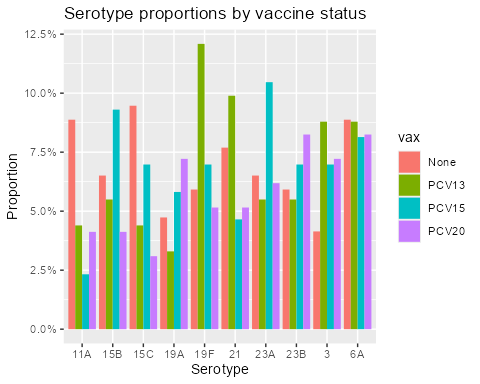 Serotype proportions by vaccine status
12.5%
10.0%
7.5%
5.0%
2.5%
0.0%
Proportion
11A 15B 15C 19A 19F 21 23A 23B 3 6A
Serotype
vax
None
PCV13
PCV15
PCV20